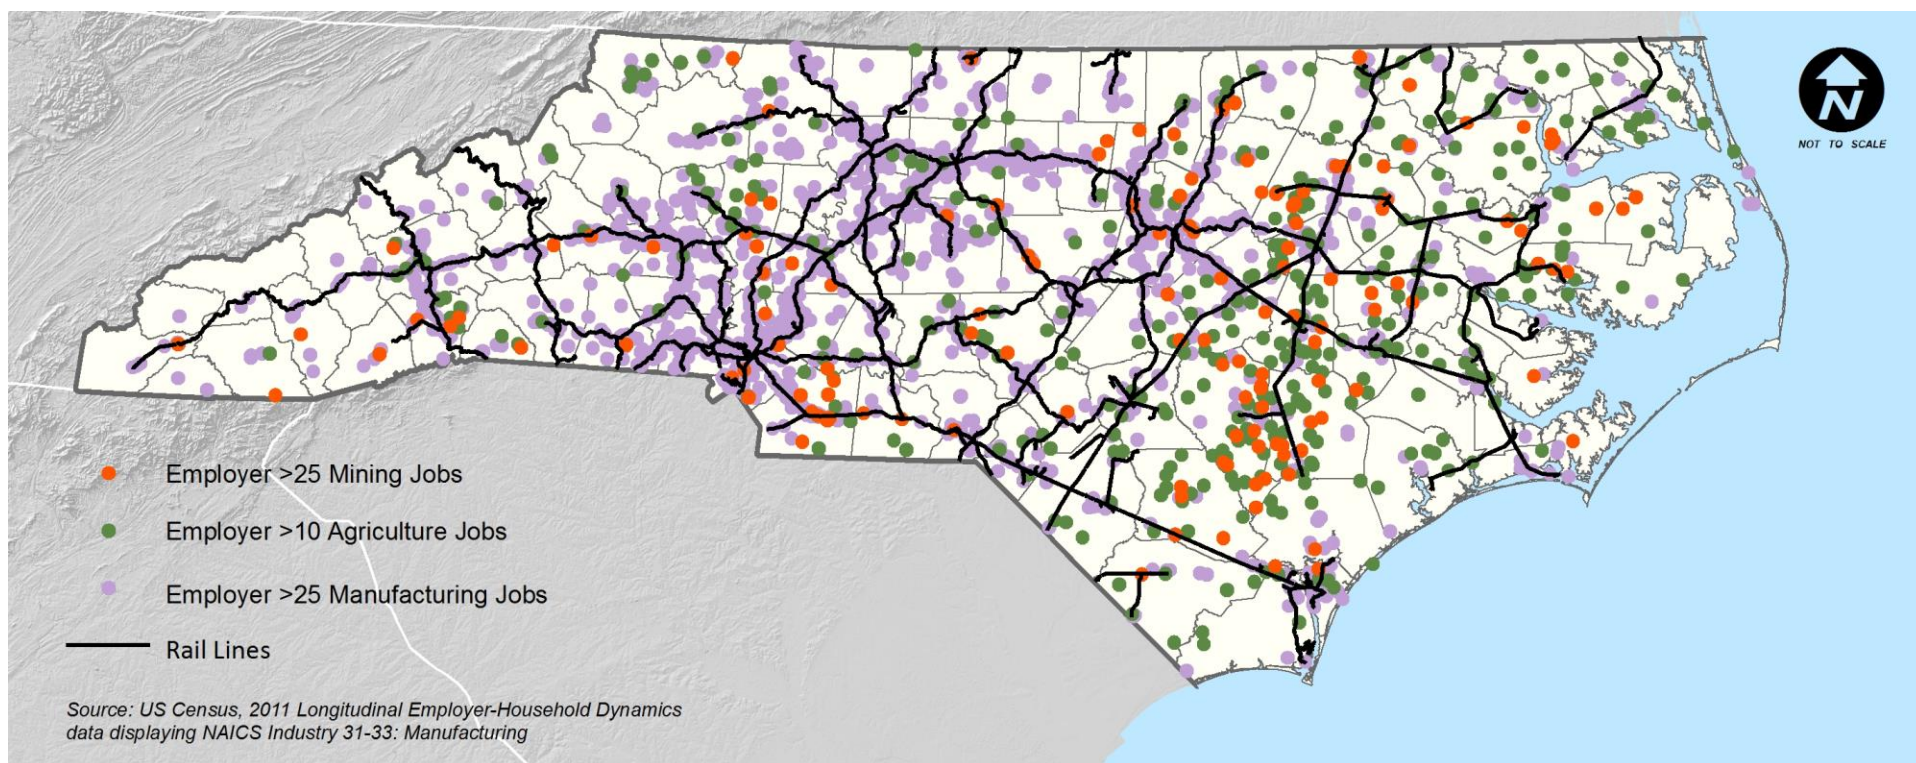 N
NOT TO SCALE
Employer >25 Mining Jobs
Employer >10 Agriculture Jobs
Employer >25 Manufacturing Jobs
Rail Lines
Source: US Census, 2011 Longitudinal Employer-Household Dynamics
data displaying NAICS Industry 31-33: Manufacturing